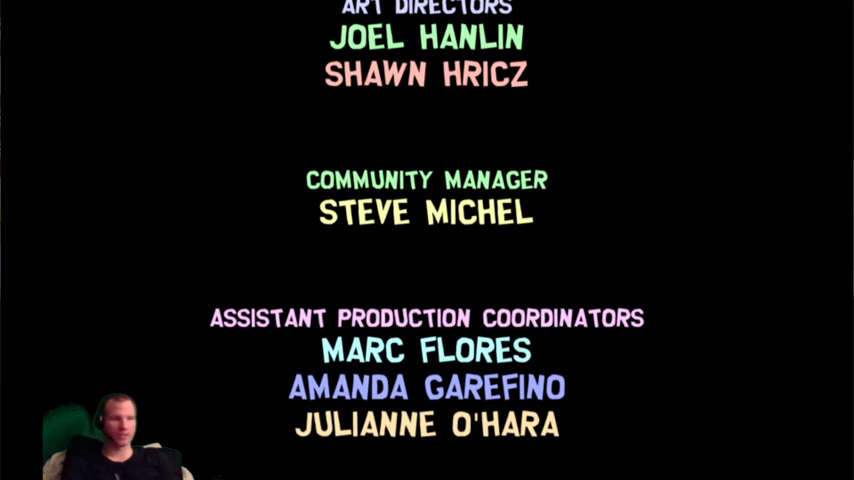 ART DIRECTORS
JOEL HANLIN
SHAWN HRICZ
COMMUNITY MANAGER
STEVE MICHEL
ASSISTANT PRODUCTION COORDINATORS
MARC FLORES
AMANDA GAREFINO
JULIANNE O'HARA